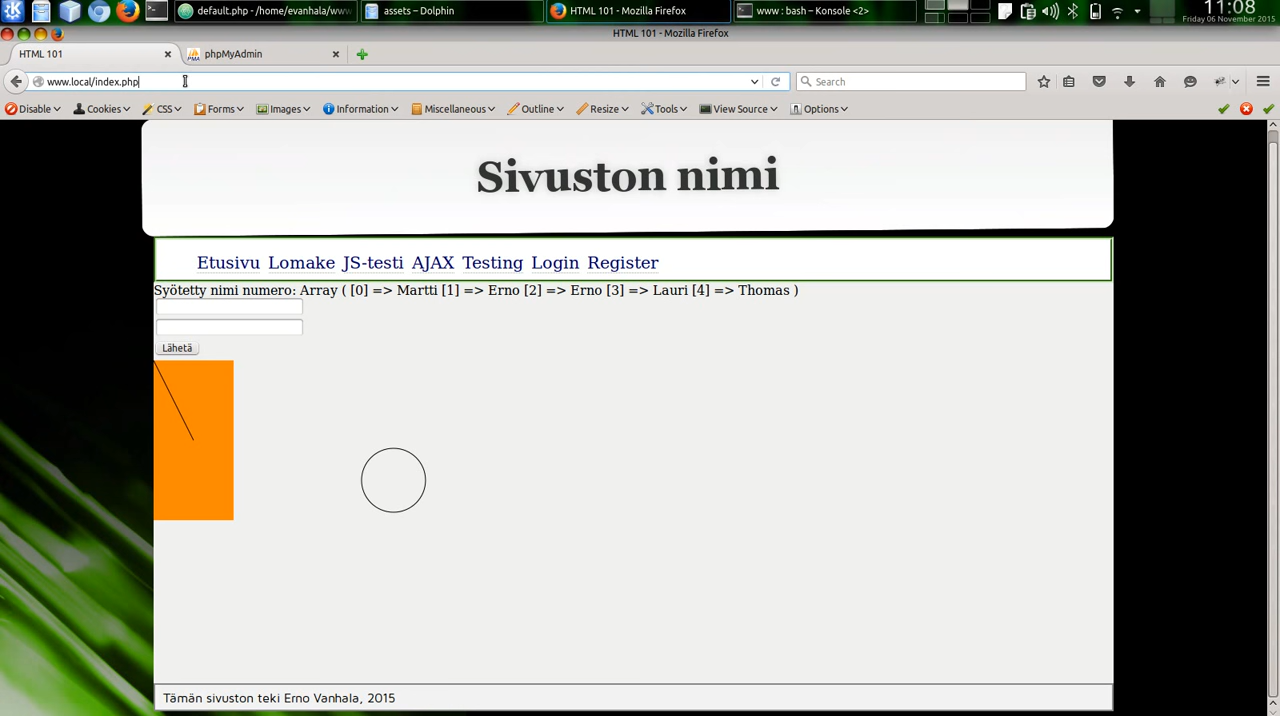 default.php - /home/evanhala/www
assets – Dolphin
HTML 101 - Mozilla Firefox
www : bash – Konsole <2>
11:08
Friday 06 November 2015
HTML 101 - Mozilla Firefox
HTML 101
phpMyAdmin
www.local/index.php
Search
Disable
Cookies
CSS
Forms
Images
Information
Miscellaneous
Outline
Resize
Tools
View Source
Options
Sivuston nimi
Etusivu Lomake JS-testi AJAX Testing Login Register
Syötetty nimi numero: Array ( [0] => Martti [1] => Erno [2] => Erno [3] => Lauri [4] => Thomas )
Lähetä
Tämän sivuston teki Erno Vanhala, 2015